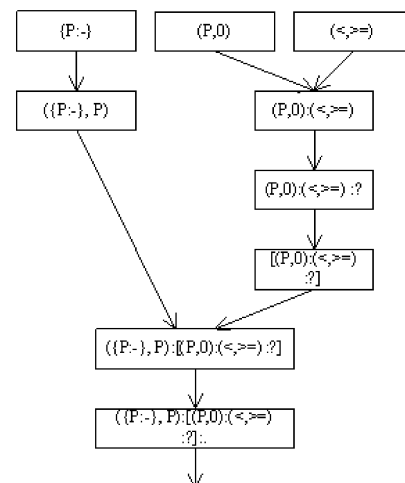 {P:-}
(P,0)
(<,>=)
({P:-}, P)
(P,0):(<,>=)
(P,0):(<,>=) :?
[(P,0):(<,>=)
:?]
({P:-}, P):[(P,0):(<,>=) :?]
({P:-}, P):[(P,0):(<,>=)
:?]:.